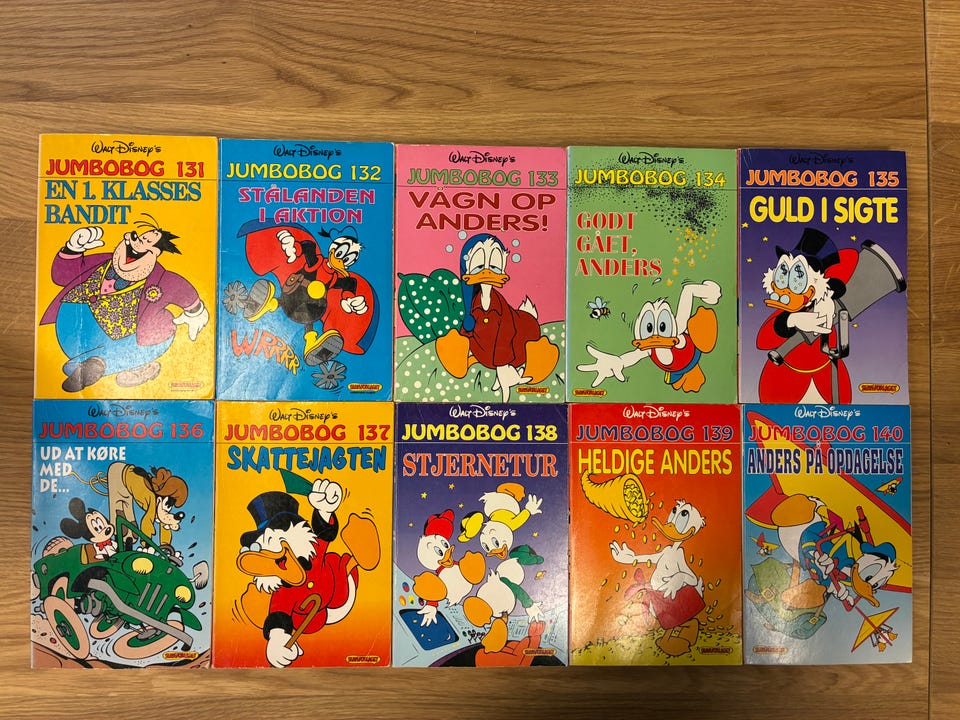 Walt Disney's
JUMBOBOG 131
EN 1. KLASSES
BANDIT
Walt Disney's
JUMBOBOG 132
STÅLANDEN
I AKTION
WRRRR
Walt Disney's
JUMBOBOG 133
VÅGN OP
ANDERS!
Walt Disney's
JUMBOBOG 134
GODT
GÅET,
ANDERS
Walt Disney's
JUMBOBOG 135
GULD I SIGTE
Walt Disney's
JUMBOBOG 136
UD AT KØRE
MED
DE...
Walt Disney's
JUMBOBOG 137
SKATTEJAGTEN
Walt Disney's
JUMBOBOG 138
STJERNETUR
Walt Disney's
JUMBOBOG 139
HELDIGE ANDERS
Walt Disney's
JUMBOBOG 140
ANDERS PÅ OPDAGELSE